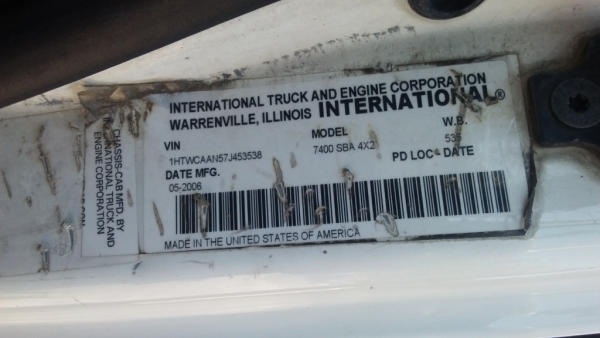 INTERNATIONAL TRUCK AND ENGINE CORPORATION
WARRENVILLE, ILLINOIS INTERNATIONAL®
VIN MODEL W.B.
1HTWCAAN57J453538 7400 SBA 4X2
DATE MFG. PD LOC DATE
05-2006
MADE IN THE UNITED STATES OF AMERICA
CHASSIS-CAB MFD. BY
INTERNATIONAL TRUCK AND
ENGINE CORPORATION